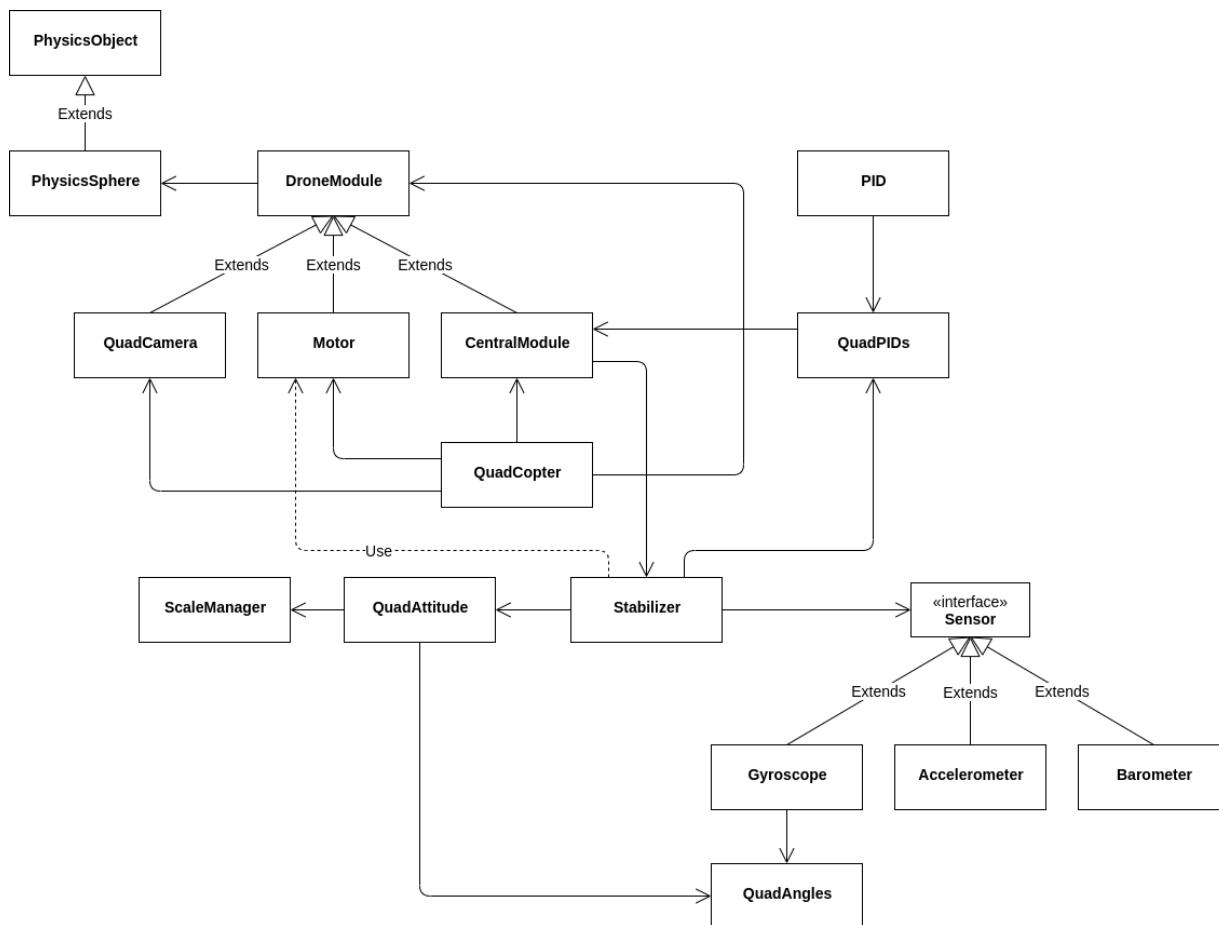 PhysicsObject
Extends
PhysicsSphere
DroneModule
PID
Extends
Extends
Extends
QuadCamera
Motor
CentralModule
QuadPIDs
QuadCopter
Use
ScaleManager
QuadAttitude
Stabilizer
«interface»
Sensor
Extends
Extends
Extends
Gyroscope
Accelerometer
Barometer
QuadAngles